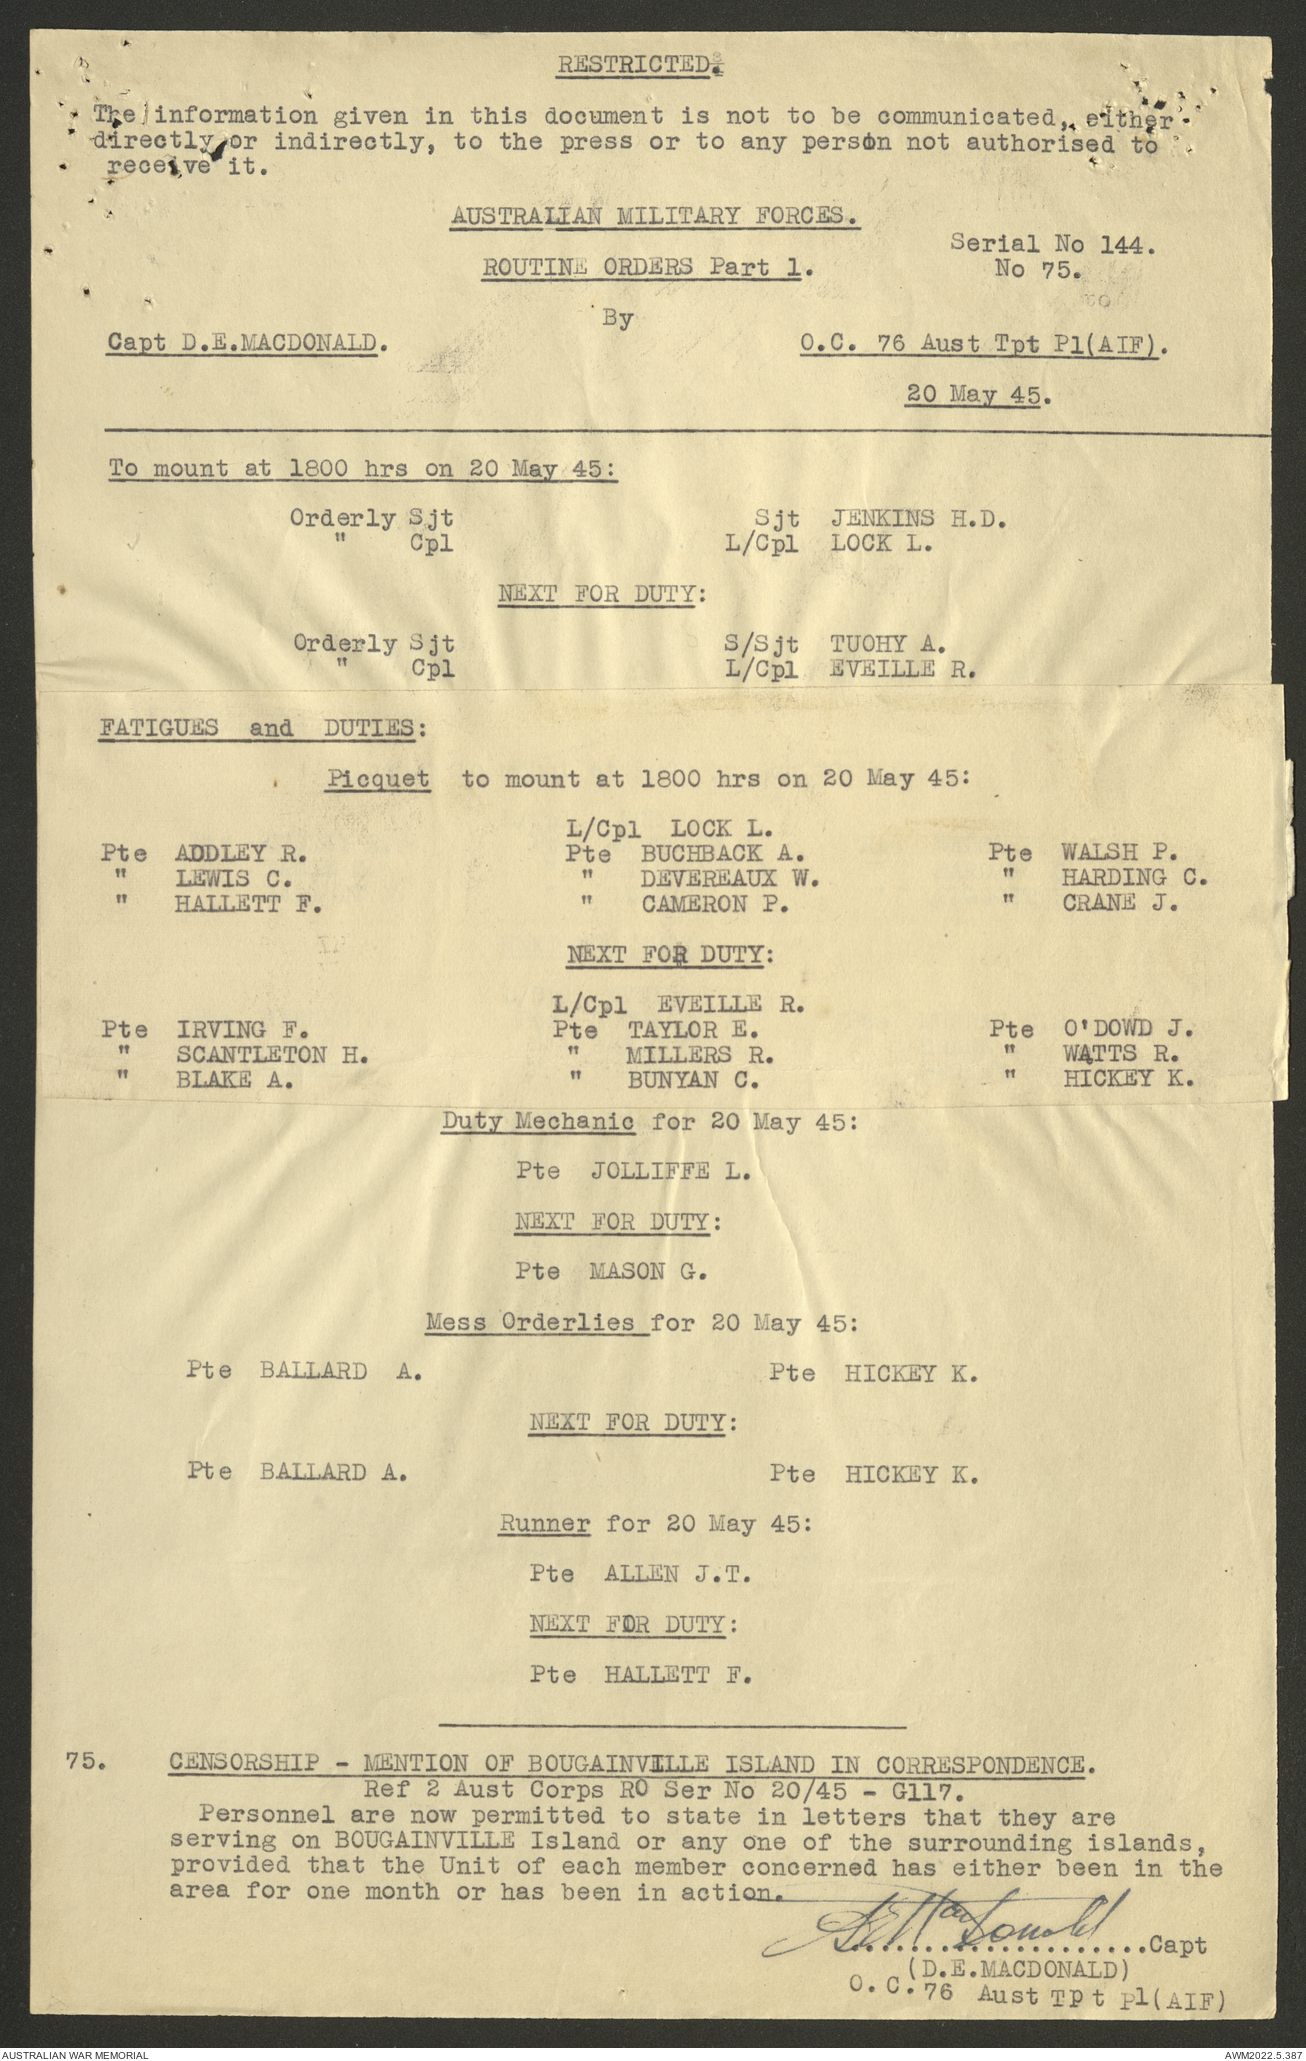 RESTRICTED.
The information given in this document is not to be communicated, either
directly or indirectly, to the press or to any person not authorised to
receive it.
AUSTRALIAN MILITARY FORCES.
Serial No 144.
ROUTINE ORDERS Part 1.
No 75.
By
Capt D.E.MACDONALD. O.C. 76 Aust Tpt Pl(AIF).
20 May 45.
To mount at 1800 hrs on 20 May 45:
Orderly Sjt Sjt JENKINS H.D.
" Cpl L/Cpl LOCK L.
NEXT FOR DUTY:
Orderly Sjt S/Sjt TUOHY A.
" Cpl L/Cpl EVEILLE R.
FATIGUES and DUTIES:
Picquet to mount at 1800 hrs on 20 May 45:
L/Cpl LOCK L.
Pte ADDLEY R. Pte BUCHBACK A. Pte WALSH P.
" LEWIS C. " DEVEREAUX W. " HARDING C.
" HALLETT F. " CAMERON P. " CRANE J.
NEXT FOR DUTY:
L/Cpl EVEILLE R.
Pte IRVING F. Pte TAYLOR E. Pte O'DOWD J.
" SCANTLETON H. " MILLERS R. " WATTS R.
" BLAKE A. " BUNYAN C. " HICKEY K.
Duty Mechanic for 20 May 45:
Pte JOLLIFFE L.
NEXT FOR DUTY:
Pte MASON G.
Mess Orderlies for 20 May 45:
Pte BALLARD A. Pte HICKEY K.
NEXT FOR DUTY:
Pte BALLARD A. Pte HICKEY K.
Runner for 20 May 45:
Pte ALLEN J.T.
NEXT FOR DUTY:
Pte HALLETT F.
75. CENSORSHIP - MENTION OF BOUGAINVILLE ISLAND IN CORRESPONDENCE.
Ref 2 Aust Corps RO Ser No 20/45 - G117.
Personnel are now permitted to state in letters that they are
serving on BOUGAINVILLE Island or any one of the surrounding islands,
provided that the Unit of each member concerned has either been in the
area for one month or has been in action.
DE MacDonald
.....................Capt
(D.E.MACDONALD)
O.C.76 Aust Tpt Pl(AIF)
AUSTRALIAN WAR MEMORIAL AWM2022.5.387